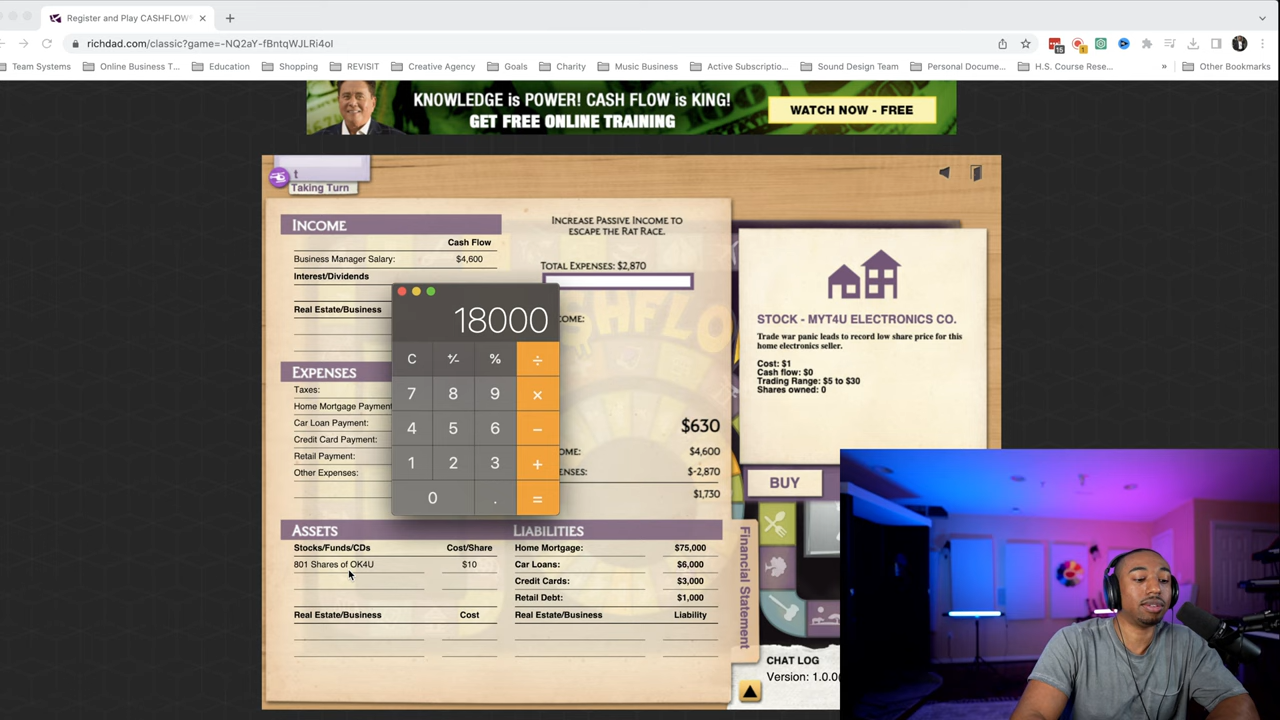 Register and Play CASHFLOW
richdad.com/classic?game=-NQ2aY-fBntqWJLRi4oI
Team Systems
Online Business T...
Education
Shopping
REVISIT
Creative Agency
Goals
Charity
Music Business
Active Subscriptio...
Sound Design Team
Personal Docume...
H.S. Course Rese...
»
Other Bookmarks
KNOWLEDGE is POWER! CASH FLOW is KING!
GET FREE ONLINE TRAINING
WATCH NOW - FREE
t
Taking Turn
INCOME
Cash Flow
Business Manager Salary: $4,600
Interest/Dividends
Real Estate/Business
EXPENSES
Taxes:
Home Mortgage Payment
Car Loan Payment:
Credit Card Payment:
Retail Payment:
Other Expenses:
INCREASE PASSIVE INCOME TO
ESCAPE THE RAT RACE.
TOTAL EXPENSES: $2,870
OME:
$630
OME: $4,600
ENSES: $-2,870
$1,730
18000
C +⁄- % ÷
7 8 9 ×
4 5 6 −
1 2 3 +
0 . =
ASSETS
Stocks/Funds/CDs Cost/Share
801 Shares of OK4U $10
Real Estate/Business Cost
LIABILITIES
Home Mortgage: $75,000
Car Loans: $6,000
Credit Cards: $3,000
Retail Debt: $1,000
Real Estate/Business Liability
Financial Statement
STOCK - MYT4U ELECTRONICS CO.
Trade war panic leads to record low share price for this
home electronics seller.
Cost: $1
Cash flow: $0
Trading Range: $5 to $30
Shares owned: 0
BUY
CHAT LOG
Version: 1.0.0